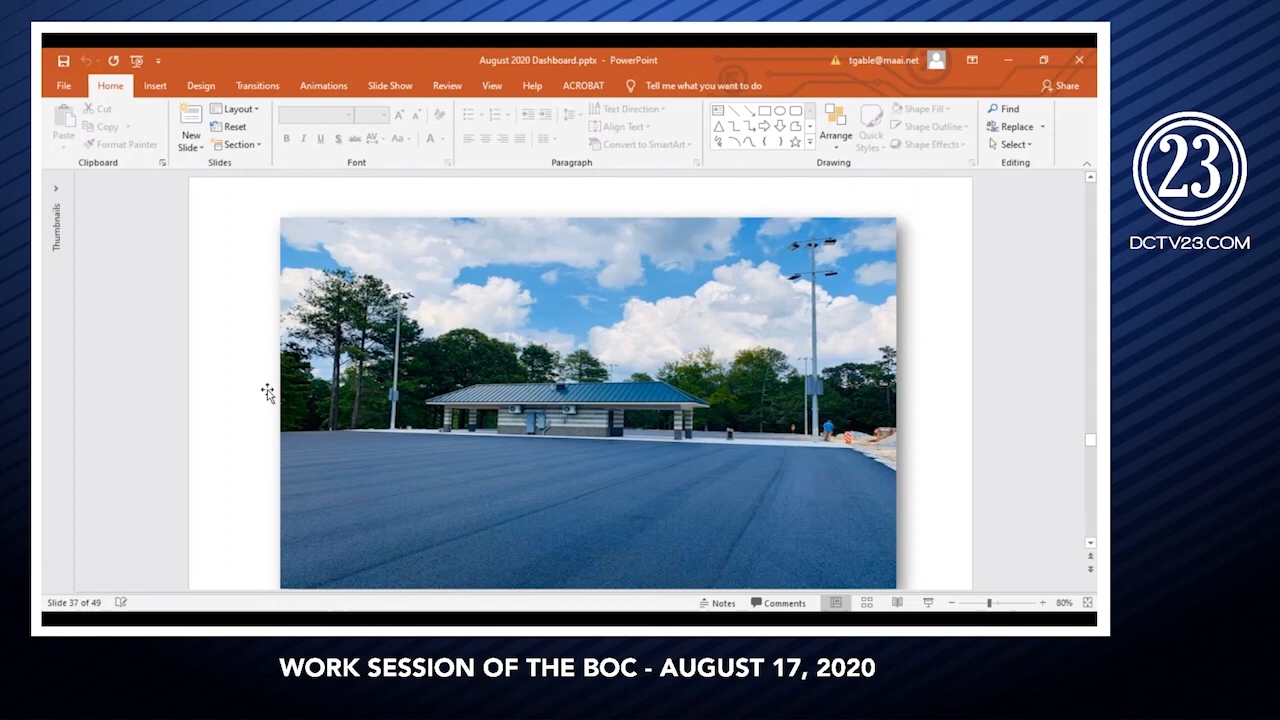 August 2020 Dashboard.pptx - PowerPoint
tgable@maai.net
File Home Insert Design Transitions Animations Slide Show Review View Help ACROBAT Tell me what you want to do Share
Paste
Cut
Copy
Format Painter
Clipboard
New
Slide
Layout
Reset
Section
Slides
B I U S abc AV Aa A
Font
Text Direction
Align Text
Convert to SmartArt
Paragraph
Arrange
Quick
Styles
Shape Fill
Shape Outline
Shape Effects
Drawing
Find
Replace
Select
Editing
Thumbnails
Slide 37 of 49
Notes
Comments
80%
23
DCTV23.COM
WORK SESSION OF THE BOC - AUGUST 17, 2020